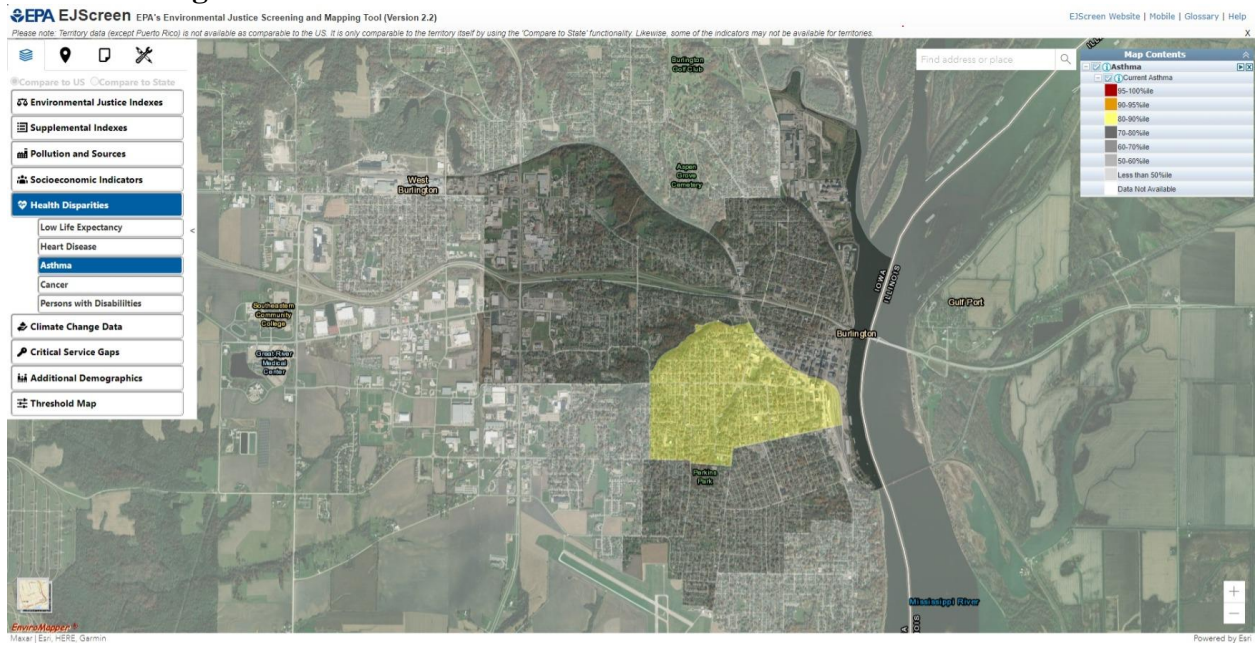 EPA EJScreen EPA's Environmental Justice Screening and Mapping Tool (Version 2.2)
EJScreen Website | Mobile | Glossary | Help
Please note: Territory data (except Puerto Rico) is not available as comparable to the US. It is only comparable to the territory itself by using the 'Compare to State' functionality. Likewise, some of the indicators may not be available for territories.
X
Compare to US Compare to State
Environmental Justice Indexes
Supplemental Indexes
Pollution and Sources
Socioeconomic Indicators
Health Disparities
Low Life Expectancy
Heart Disease
Asthma
Cancer
Persons with Disabilities
Climate Change Data
Critical Service Gaps
Additional Demographics
Threshold Map
<
Find address or place
Map Contents
Asthma
Current Asthma
95-100%ile
90-95%ile
80-90%ile
70-80%ile
60-70%ile
50-60%ile
Less than 50%ile
Data Not Available
Burlington
Golf Club
Aspen
Grove
Cemetery
West
Burlington
IOWA
ILLINOIS
Gulf Port
Burlington
Southeastern
Community
College
Great River
Medical
Center
Perkins
Park
Mississippi River
EnviroMapper
Maxar | Esri, HERE, Garmin
+
−
Powered by Esri